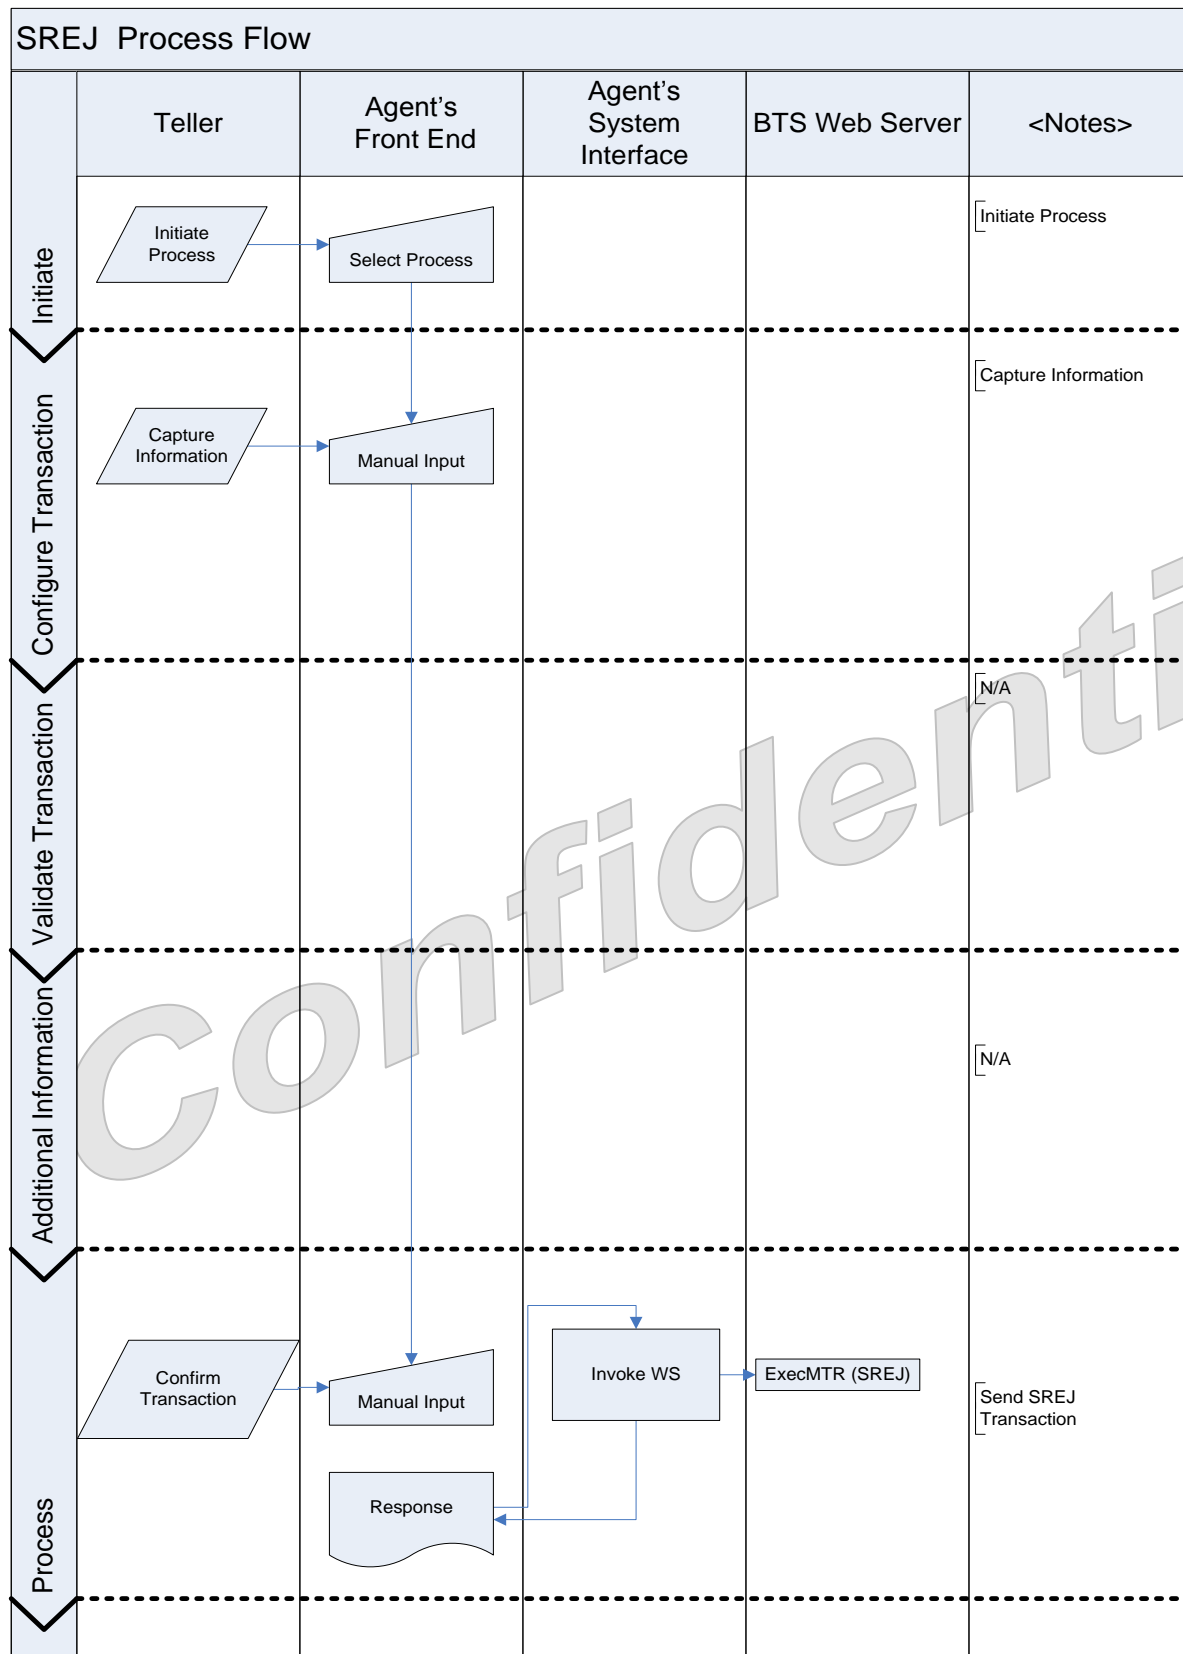 SREJ  Process Flow
Teller
Agent's
Front End
Agent's
System
Interface
BTS Web Server
<Notes>
Initiate
Initiate
Process
Select Process
Initiate Process
Configure Transaction
Capture
Information
Manual Input
Capture Information
Validate Transaction
N/A
Additional Information
N/A
Process
Confirm
Transaction
Manual Input
Invoke WS
ExecMTR (SREJ)
Send SREJ
Transaction
Response
Confidenti